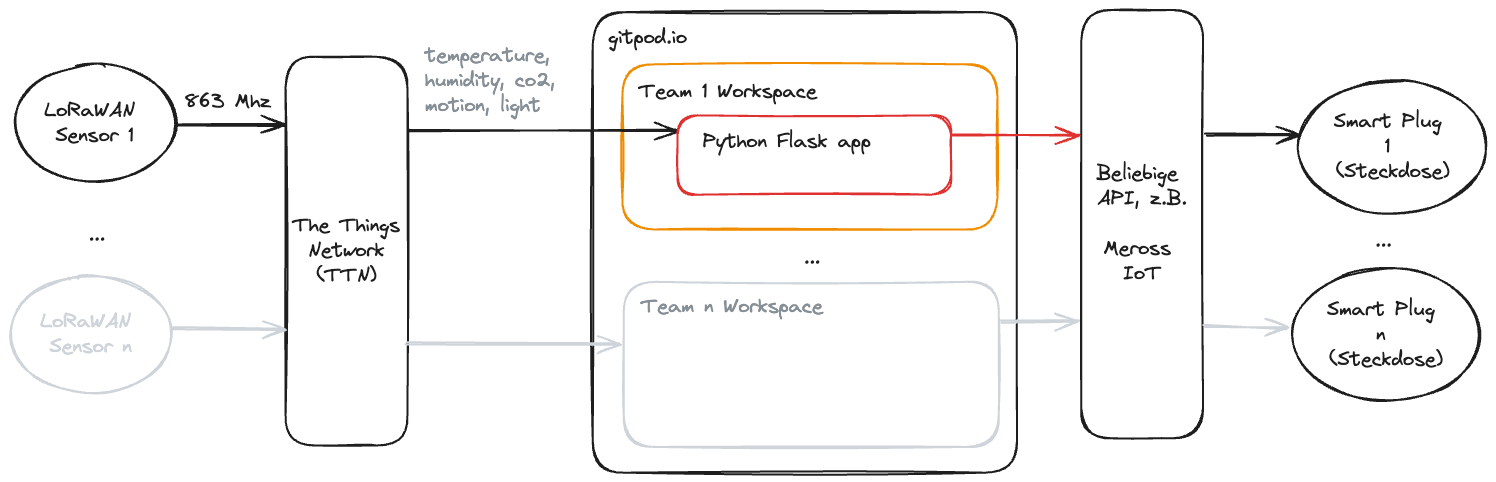 LoRaWAN
Sensor 1
863 Mhz
...
LoRaWAN
Sensor n
The Things
Network
(TTN)
temperature,
humidity, co2,
motion, light
gitpod.io
Team 1 Workspace
Python Flask app
...
Team n Workspace
Beliebige
API, z.B.
Meross
IoT
Smart Plug
1
(Steckdose)
...
Smart Plug
n
(Steckdose)